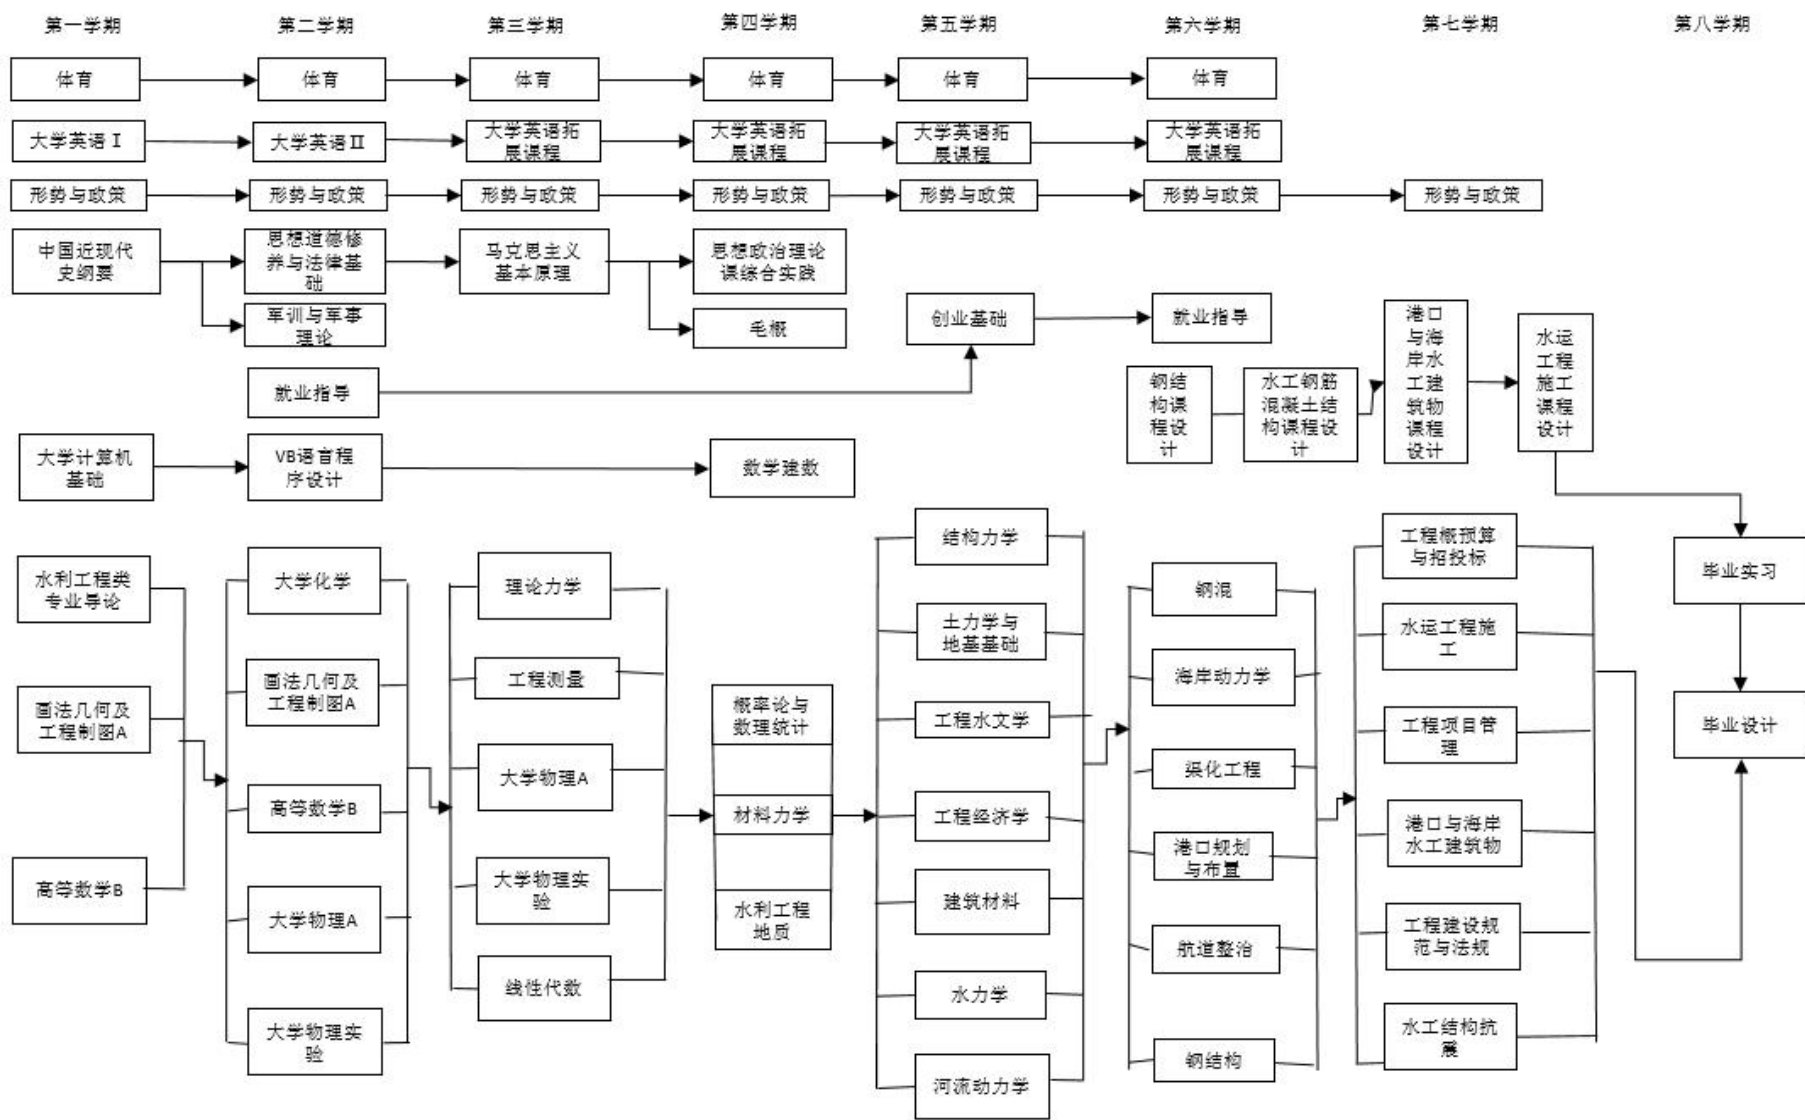 第一学期
第二学期
第三学期
第四学期
第五学期
第六学期
第七学期
第八学期
体育
体育
体育
体育
体育
体育
大学英语Ⅰ
大学英语Ⅱ
大学英语拓
展课程
大学英语拓
展课程
大学英语拓
展课程
大学英语拓
展课程
形势与政策
形势与政策
形势与政策
形势与政策
形势与政策
形势与政策
形势与政策
中国近现代
史纲要
思想道德修
养与法律基
础
马克思主义
基本原理
思想政治理论
课综合实践
军训与军事
理论
毛概
创业基础
就业指导
就业指导
钢结
构课
程设
计
水工钢筋
混凝土结
构课程设
计
港口
与海
岸水
工建
筑物
课程
设计
水运
工程
施工
课程
设计
大学计算机
基础
VB语言程
序设计
数学建数
水利工程类
专业导论
画法几何及
工程制图A
高等数学B
大学化学
画法几何及
工程制图A
高等数学B
大学物理A
大学物理实
验
理论力学
工程测量
大学物理A
大学物理实
验
线性代数
概率论与
数理统计
材料力学
水利工程
地质
结构力学
土力学与
地基基础
工程水文学
工程经济学
建筑材料
水力学
河流动力学
钢混
海岸动力学
渠化工程
港口规划
与布置
航道整治
钢结构
工程概预算
与招投标
水运工程施
工
工程项目管
理
港口与海岸
水工建筑物
工程建设规
范与法规
水工结构抗
震
毕业实习
毕业设计